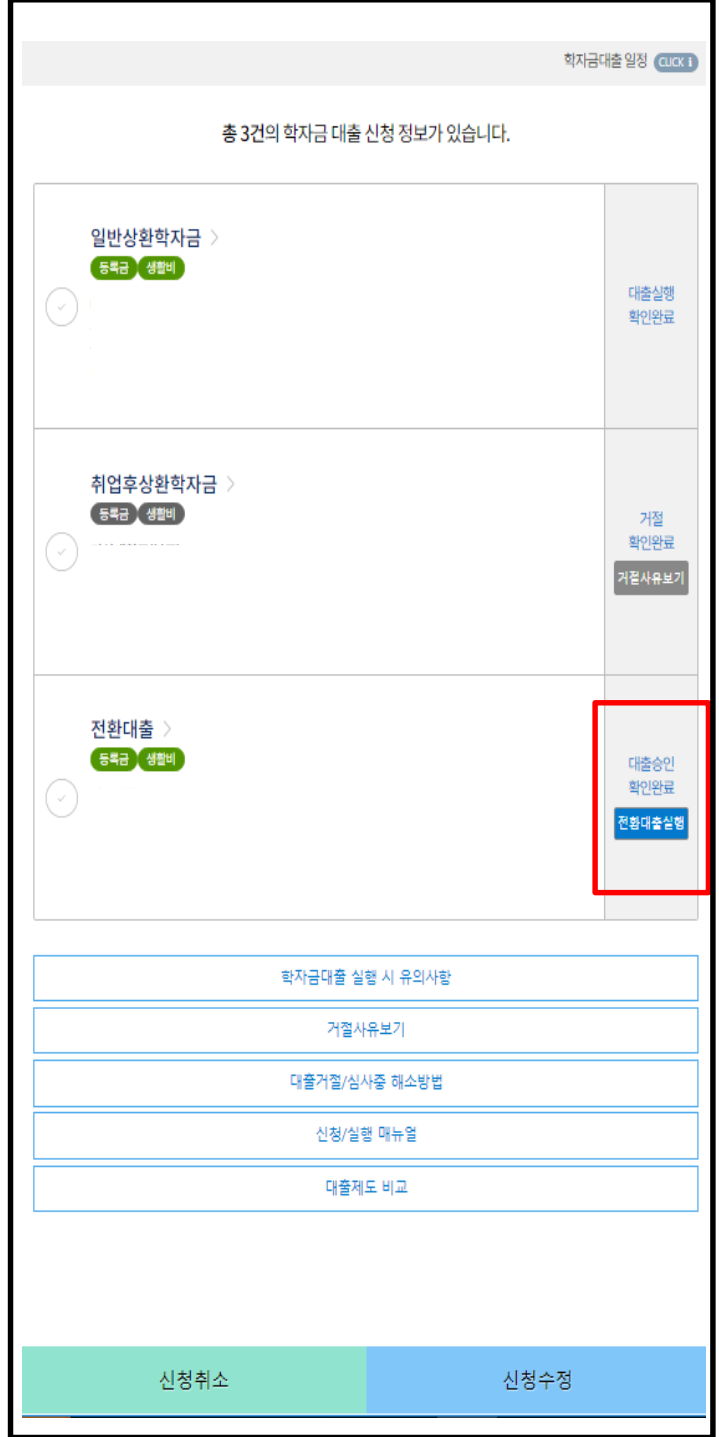 학자금대출 일정 CLICK i
총 3건의 학자금 대출 신청 정보가 있습니다.
일반상환학자금 >
등록금 생활비
대출실행
확인완료
취업후상환학자금 >
등록금 생활비
거절
확인완료
거절사유보기
전환대출 >
등록금 생활비
대출승인
확인완료
전환대출실행
학자금대출 실행 시 유의사항
거절사유보기
대출거절/심사중 해소방법
신청/실행 매뉴얼
대출제도 비교
신청취소
신청수정